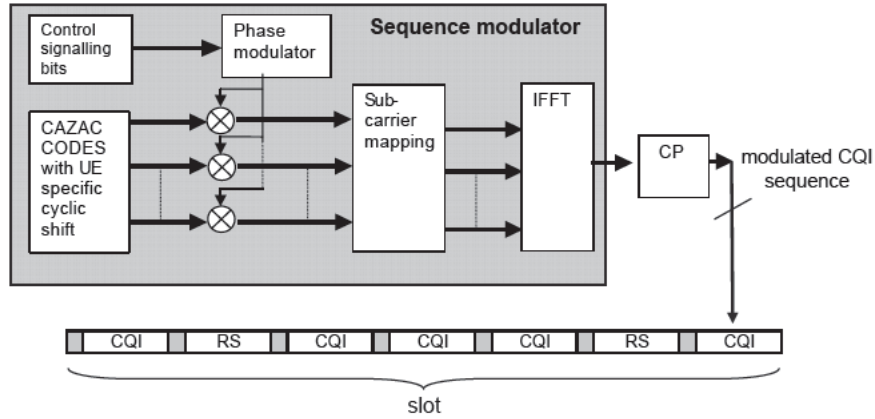 Sequence modulator
Control
signalling
bits
Phase
modulator
CAZAC
CODES
with UE
specific
cyclic
shift
Sub-
carrier
mapping
IFFT
CP
modulated CQI
sequence
CQI RS CQI CQI CQI RS CQI
slot